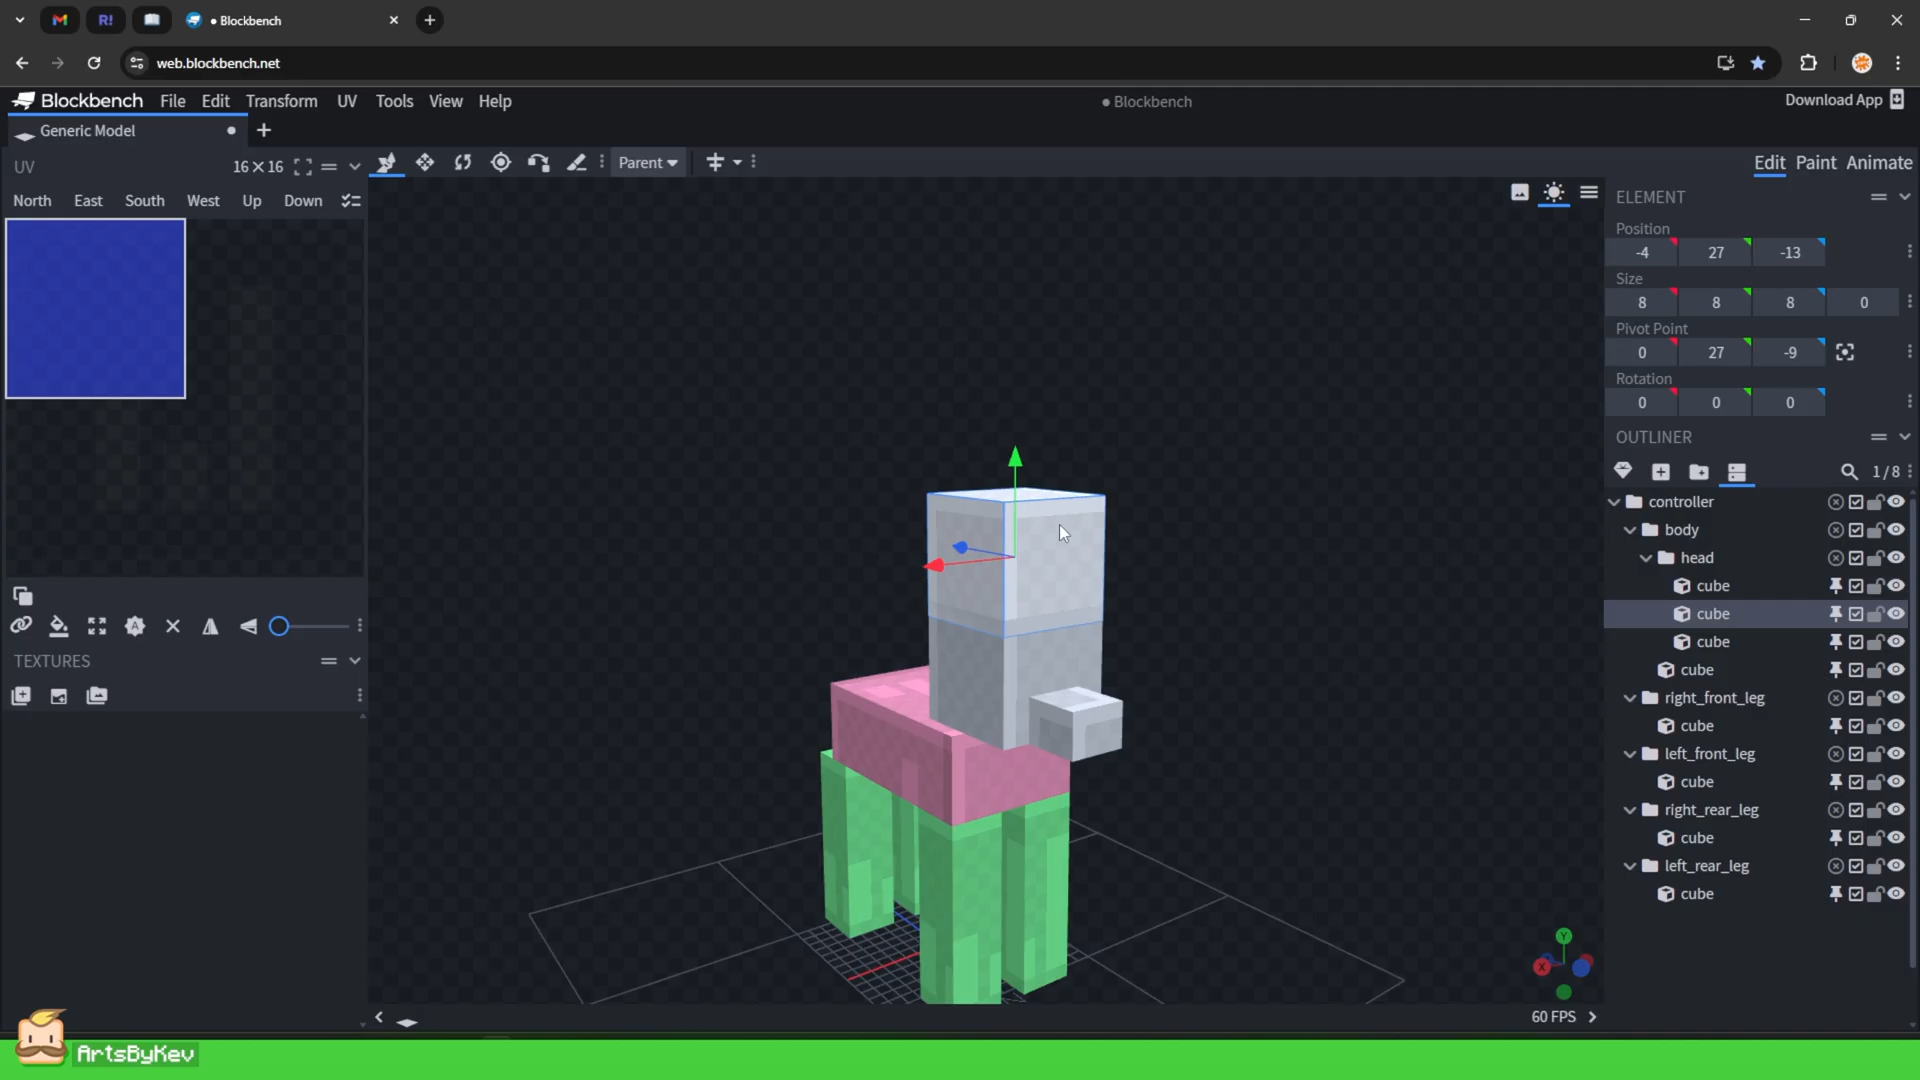 Blockbench
web.blockbench.net
Blockbench File Edit Transform UV Tools View Help
Blockbench
Download App
Generic Model
UV 16×16
Parent
Edit Paint Animate
North East South West Up Down
ELEMENT
Position
-4 27 -13
Size
8 8 8 0
Pivot Point
0 27 -9
Rotation
0 0 0
OUTLINER
1/8
controller
body
head
cube
cube
cube
cube
right_front_leg
cube
left_front_leg
cube
right_rear_leg
cube
left_rear_leg
cube
TEXTURES
Y
X
60 FPS
ArtsByKev